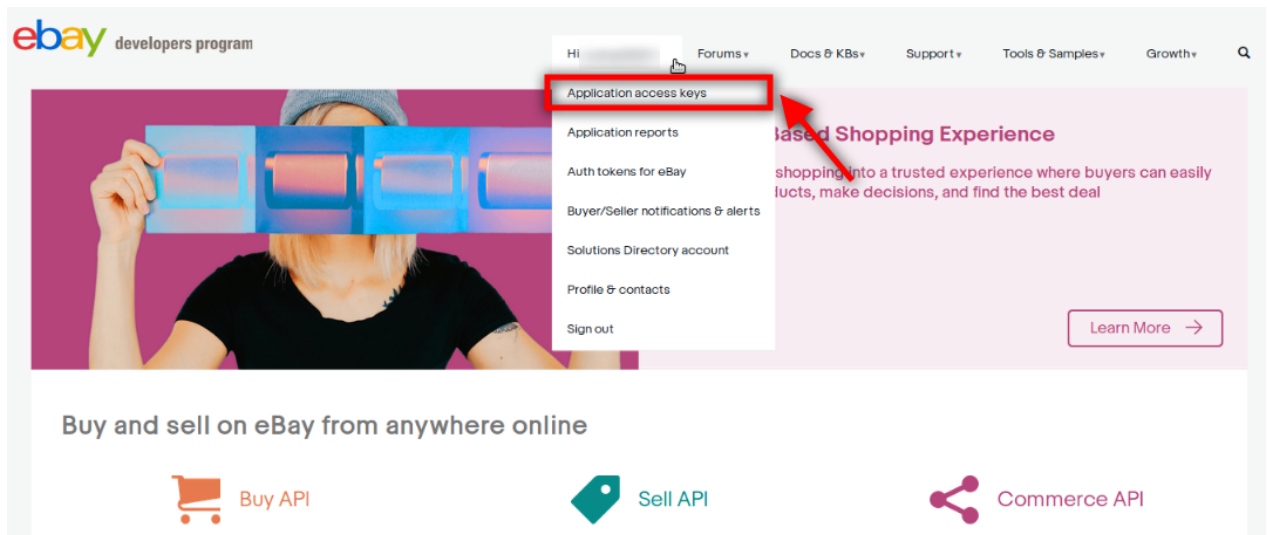 ebay developers program
Hi
Forums
Docs & KBs
Support
Tools & Samples
Growth
Application access keys
Application reports
Auth tokens for eBay
Buyer/Seller notifications & alerts
Solutions Directory account
Profile & contacts
Sign out
Based Shopping Experience
shopping into a trusted experience where buyers can easily
make decisions, and find the best deal
Learn More →
Buy and sell on eBay from anywhere online
Buy API
Sell API
Commerce API